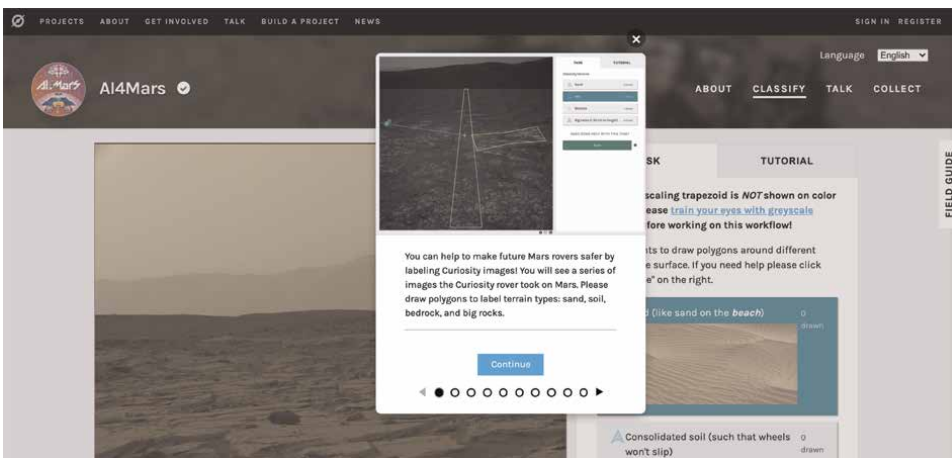 PROJECTS ABOUT GET INVOLVED TALK BUILD A PROJECT NEWS SIGN IN REGISTER
Language English
AI4Mars
ABOUT CLASSIFY TALK COLLECT
TASK TUTORIAL
SK TUTORIAL
FIELD GUIDE
scaling trapezoid is NOT shown on color
ease train your eyes with greyscale
fore working on this workflow!
You can help to make future Mars rovers safer by
labeling Curiosity images! You will see a series of
images the Curiosity rover took on Mars. Please
draw polygons to label terrain types: sand, soil,
bedrock, and big rocks.
nts to draw polygons around different
e surface. If you need help please click
e" on the right.
d (like sand on the beach) 0
drawn
Continue
Consolidated soil (such that wheels 0
won't slip) drawn